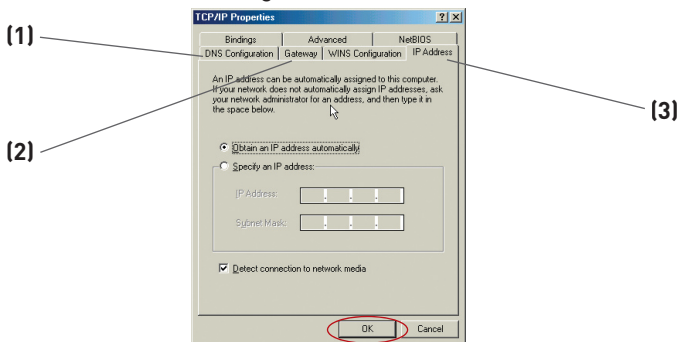 TCP/IP Properties
(1)
Bindings Advanced NetBIOS
DNS Configuration Gateway WINS Configuration IP Address
An IP address can be automatically assigned to this computer.
If your network does not automatically assign IP addresses, ask
your network administrator for an address, and then type it in
the space below.
(3)
(2)
Obtain an IP address automatically
Specify an IP address:
IP Address:
Subnet Mask:
Detect connection to network media
OK Cancel